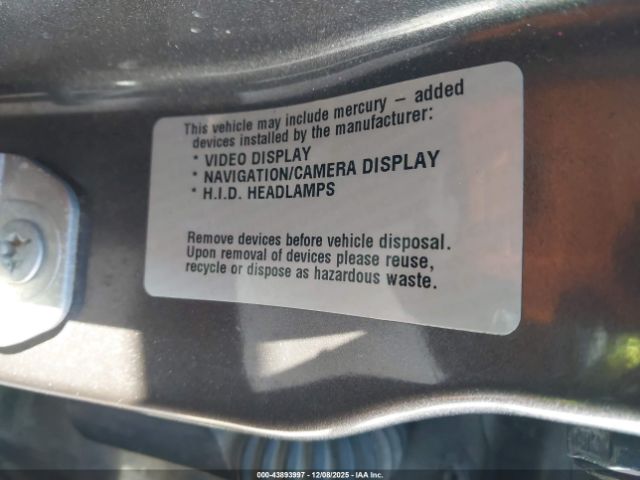 This vehicle may include mercury – added
devices installed by the manufacturer:
* VIDEO DISPLAY
* NAVIGATION/CAMERA DISPLAY
* H.I.D. HEADLAMPS
Remove devices before vehicle disposal.
Upon removal of devices please reuse,
recycle or dispose as hazardous waste.
000-43893997 - 12/08/2025 - IAA Inc.